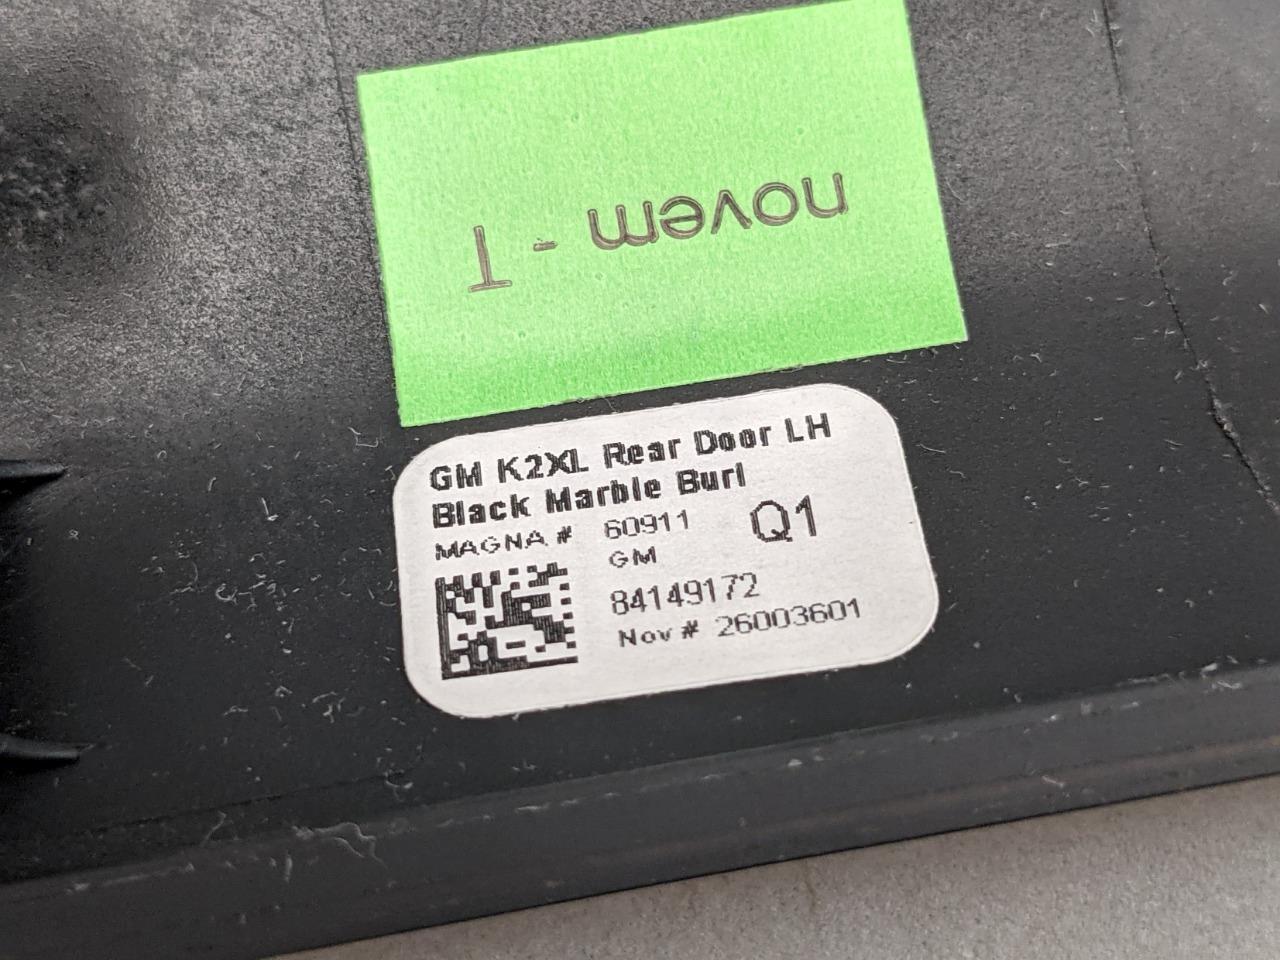 novem - T
GM K2XL Rear Door LH
Black Marble Burl
MAGNA # 60911 Q1
GM
84149172
Nov # 26003601